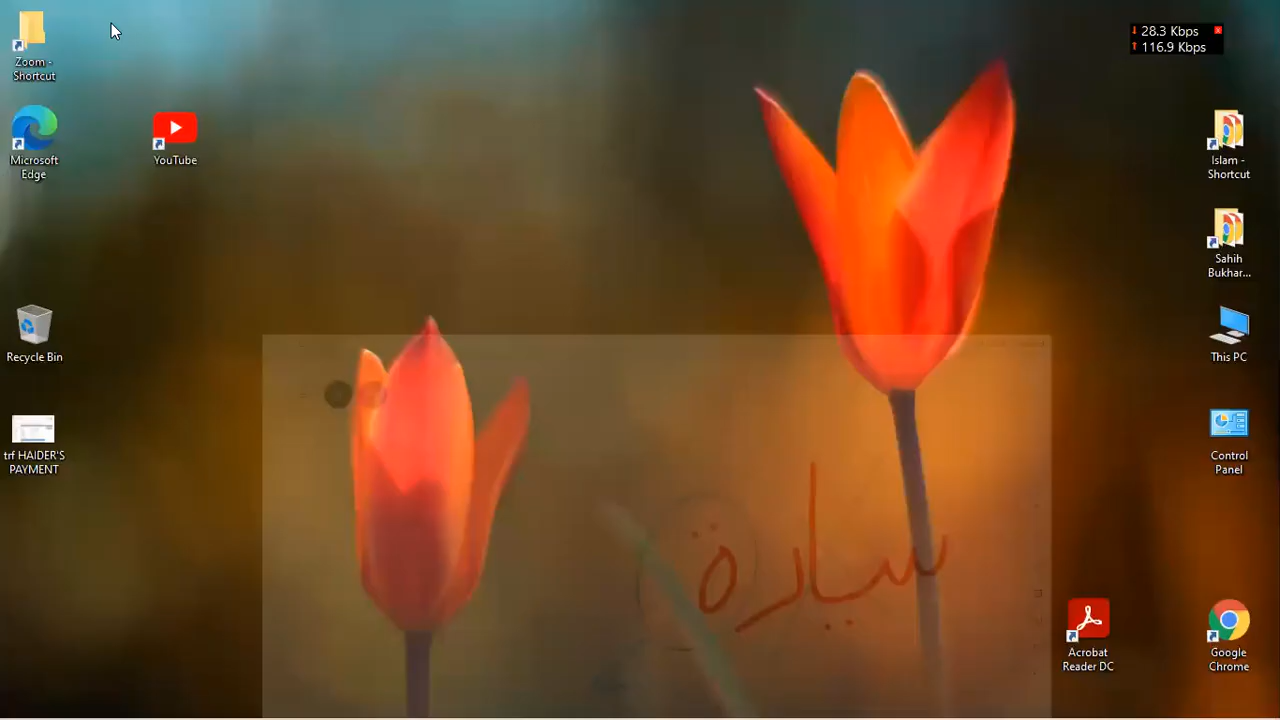 Zoom -
Shortcut
Microsoft
Edge
YouTube
Recycle Bin
trf HAIDER'S
PAYMENT
28.3 Kbps
116.9 Kbps
Islam -
Shortcut
Sahih
Bukhar...
This PC
Control
Panel
Acrobat
Reader DC
Google
Chrome
سيارة